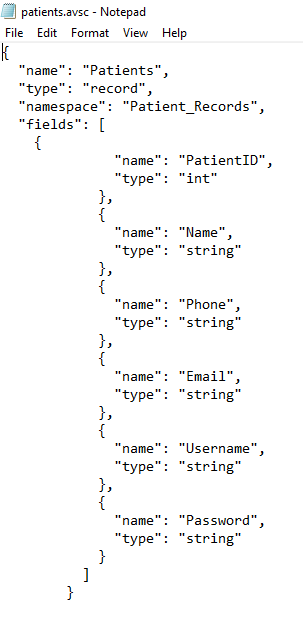 patients.avsc - Notepad
File Edit Format View Help
{
"name": "Patients",
"type": "record",
"namespace": "Patient_Records",
"fields": [
{
"name": "PatientID",
"type": "int"
},
{
"name": "Name",
"type": "string"
},
{
"name": "Phone",
"type": "string"
},
{
"name": "Email",
"type": "string"
},
{
"name": "Username",
"type": "string"
},
{
"name": "Password",
"type": "string"
}
]
}